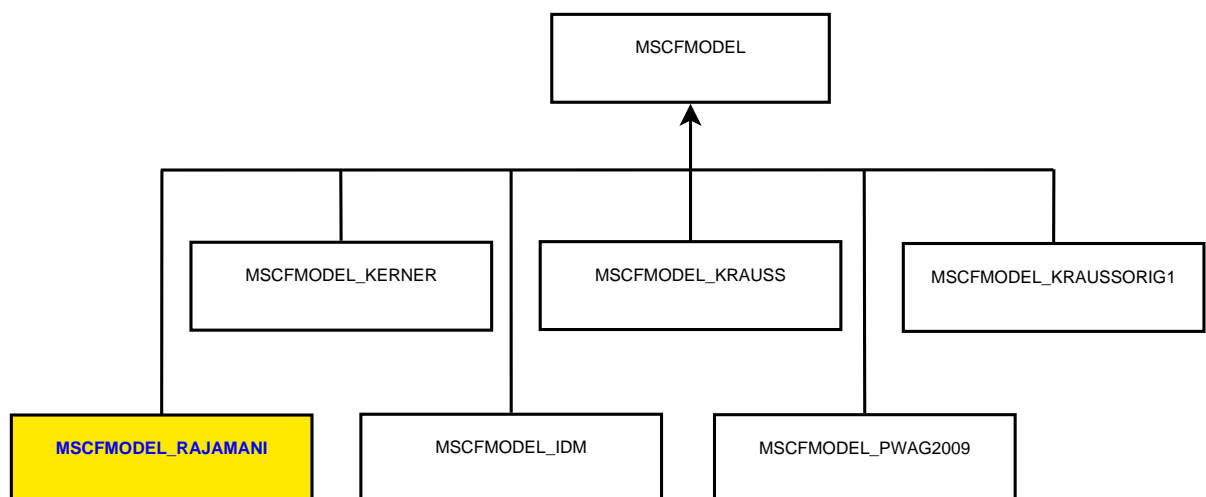 MSCFMODEL
MSCFMODEL_KERNER
MSCFMODEL_KRAUSS
MSCFMODEL_KRAUSSORIG1
MSCFMODEL_RAJAMANI
MSCFMODEL_IDM
MSCFMODEL_PWAG2009